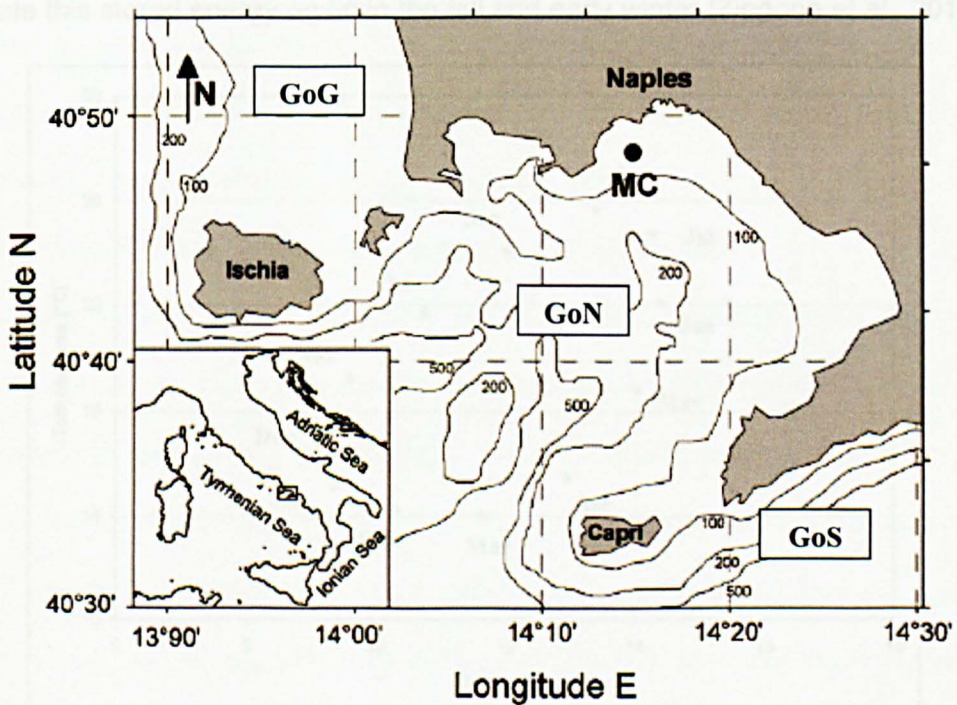 Naples
GoG
N
40°50'
200
MC
100
100
Ischia
200
GoN
Latitude N
40°40'
500
200
500
Adriatic Sea
Tyrrhenian Sea
Ionian Sea
Capri
100
GoS
200
500
40°30'
13°90' 14°00' 14°10' 14°20' 14°30'
Longitude E